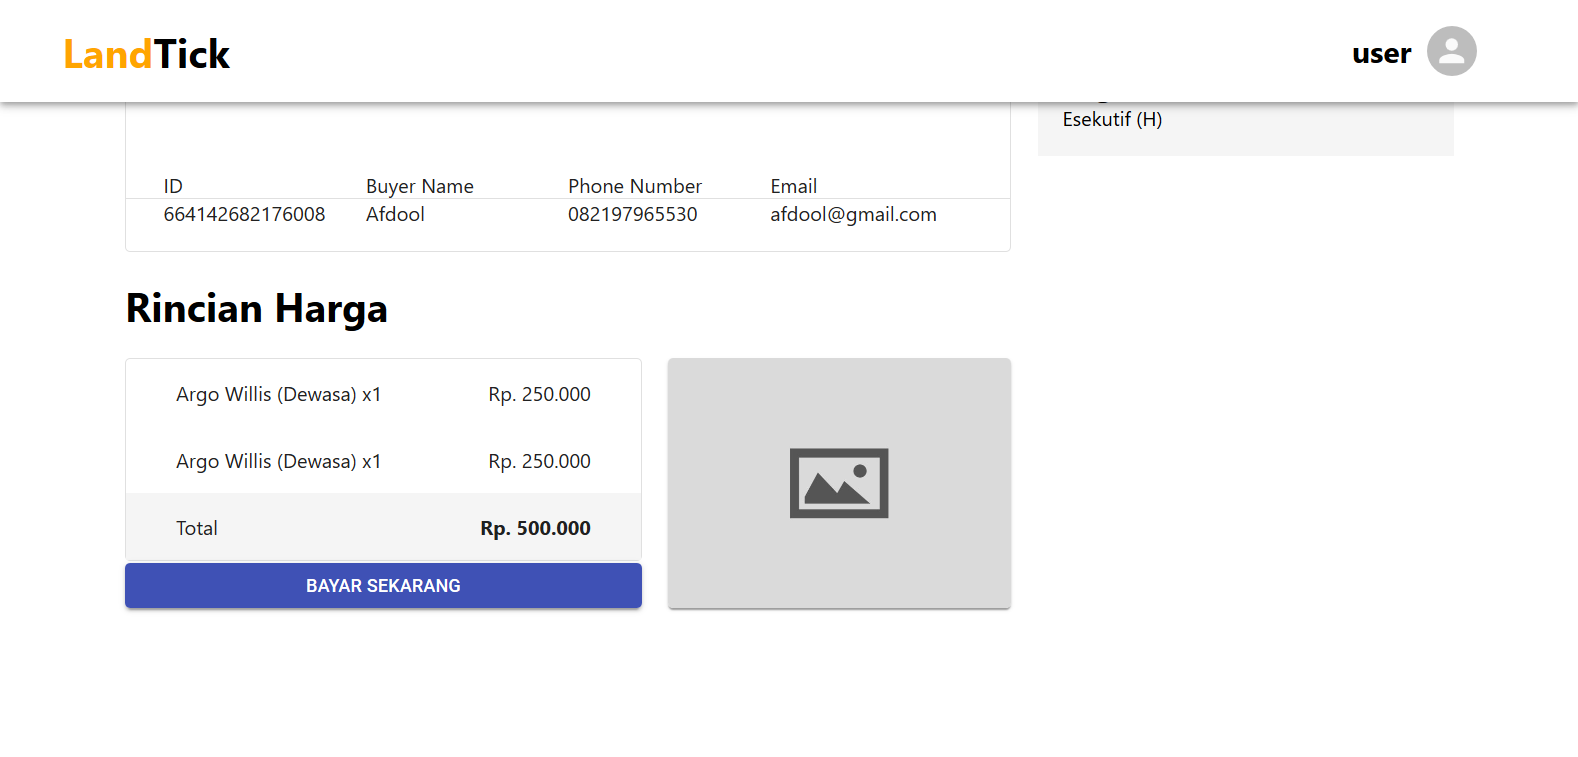 LandTick
user
Esekutif (H)
ID Buyer Name Phone Number Email
664142682176008 Afdool 082197965530 afdool@gmail.com
Rincian Harga
Argo Willis (Dewasa) x1 Rp. 250.000
Argo Willis (Dewasa) x1 Rp. 250.000
Total Rp. 500.000
BAYAR SEKARANG